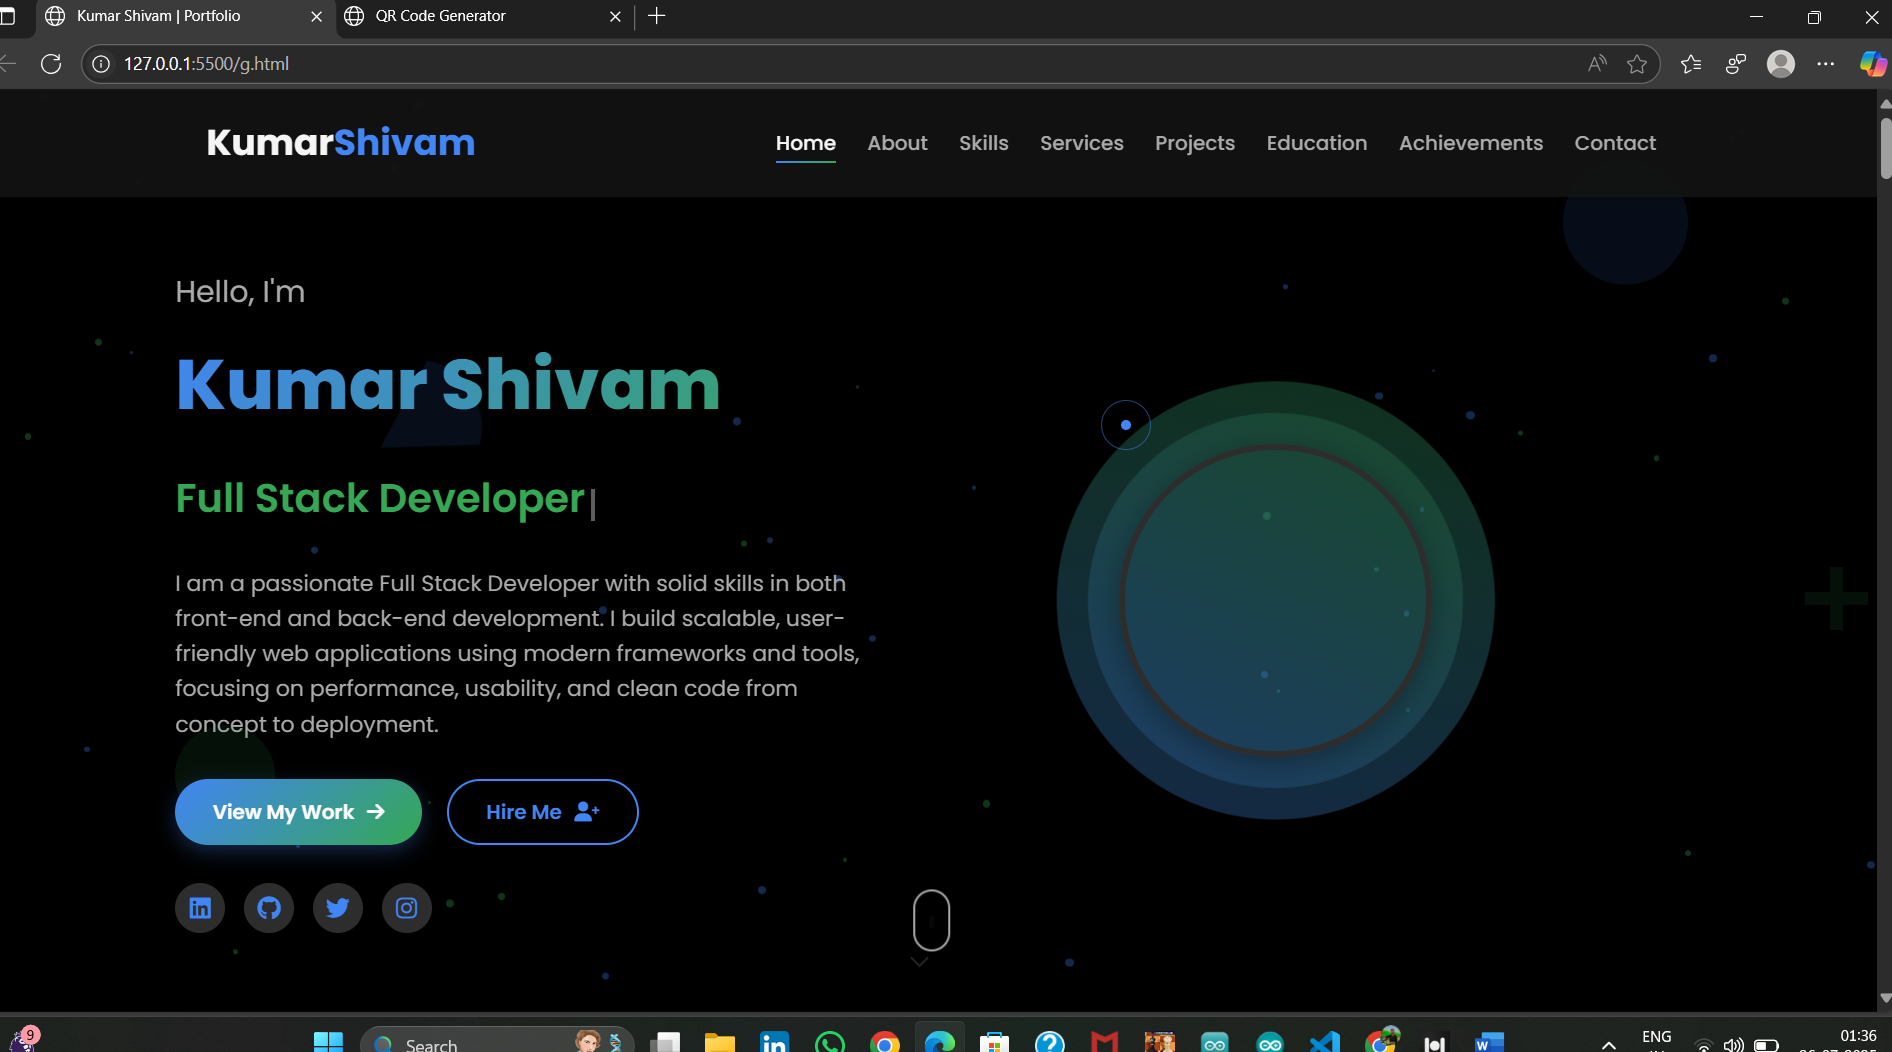 Kumar Shivam | Portfolio
QR Code Generator
127.0.0.1:5500/g.html
KumarShivam
Home About Skills Services Projects Education Achievements Contact
Hello, I'm
Kumar Shivam
Full Stack Developer
I am a passionate Full Stack Developer with solid skills in both
front-end and back-end development. I build scalable, user-
friendly web applications using modern frameworks and tools,
focusing on performance, usability, and clean code from
concept to deployment.
View My Work
Hire Me
9
Search
ENG
01:36